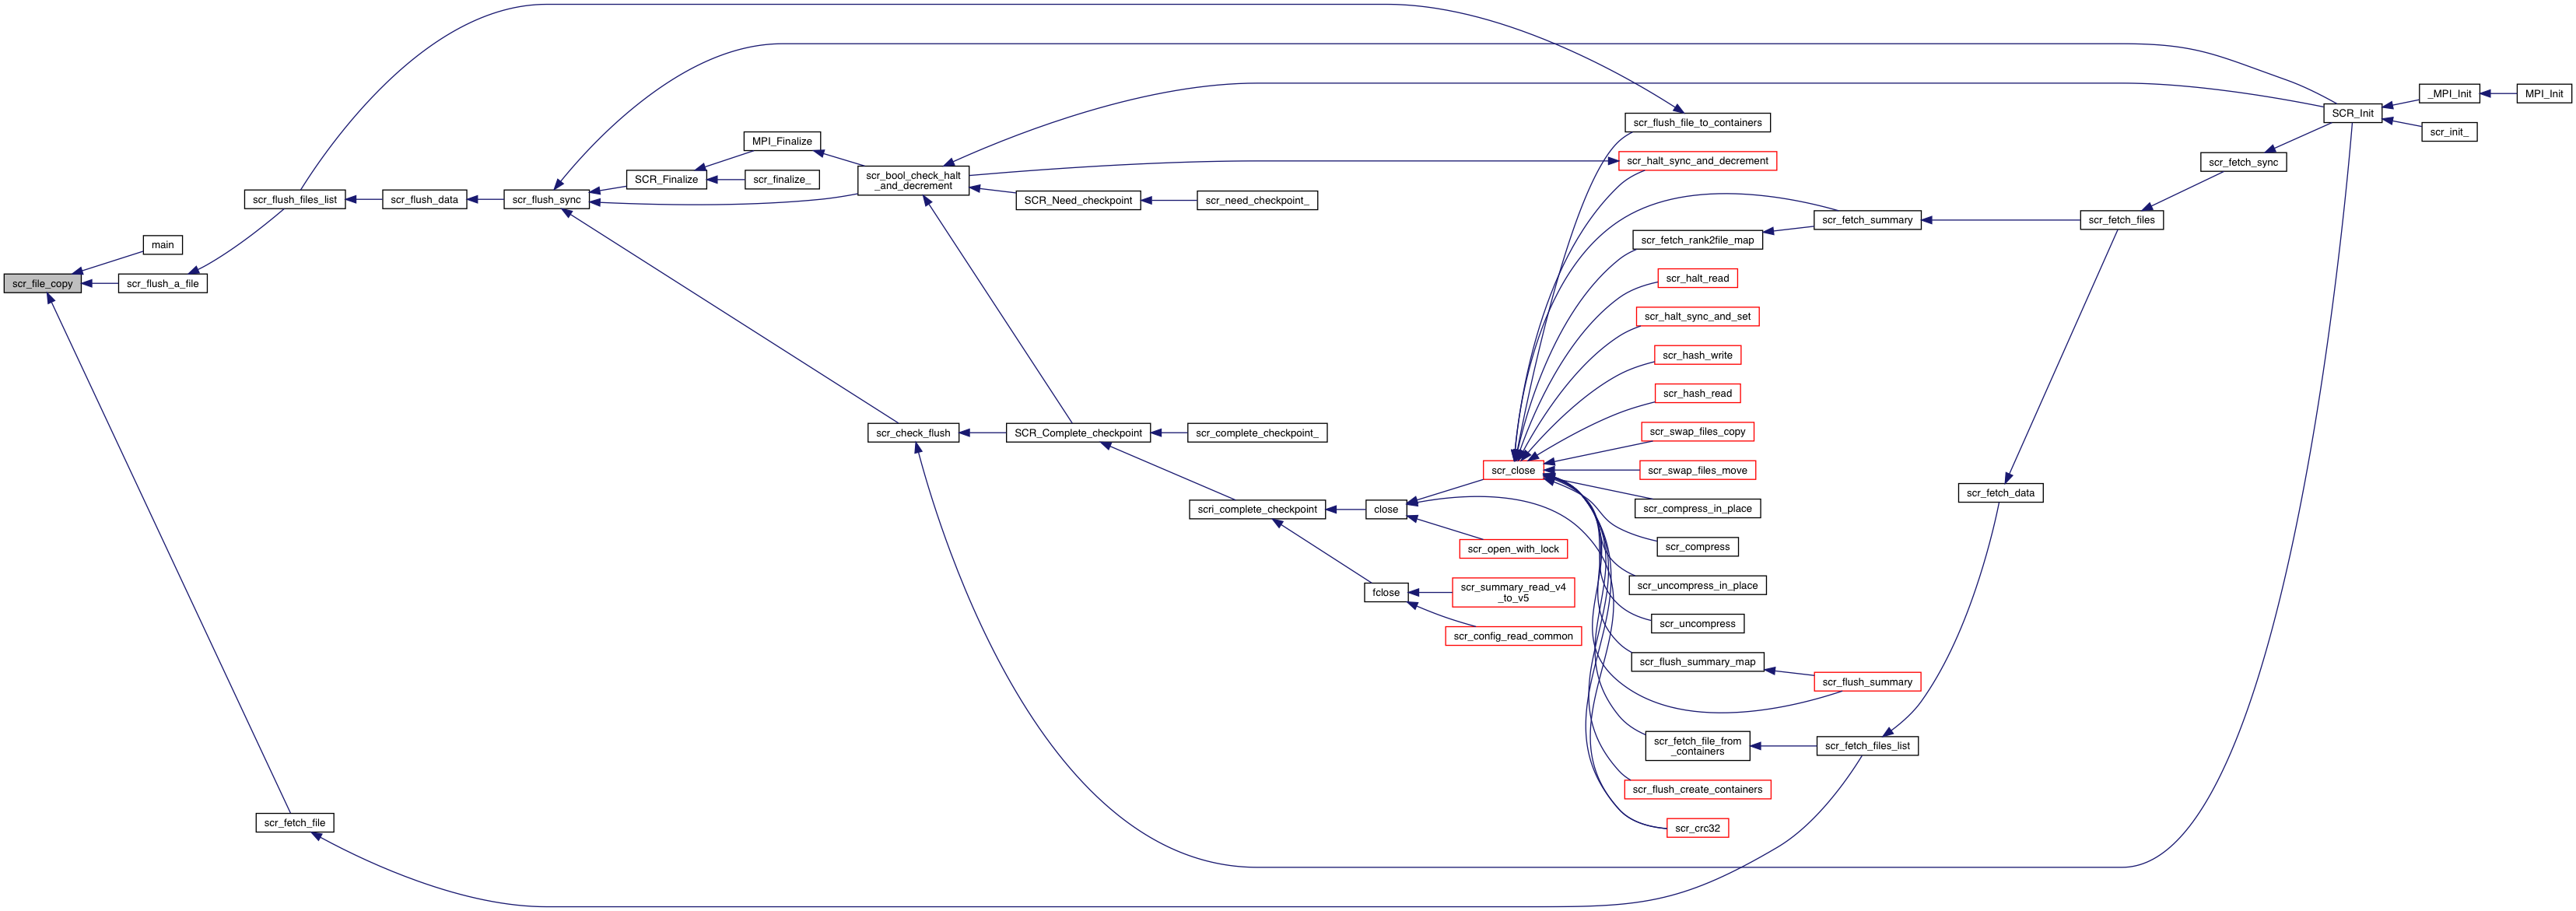 scr_file_copy
main
scr_flush_a_file
scr_fetch_file
scr_flush_files_list
scr_flush_data
scr_flush_sync
SCR_Finalize
MPI_Finalize
scr_finalize_
scr_bool_check_halt
_and_decrement
scr_check_flush
SCR_Need_checkpoint
scr_need_checkpoint_
SCR_Complete_checkpoint
scr_complete_checkpoint_
scri_complete_checkpoint
close
fclose
scr_close
scr_open_with_lock
scr_summary_read_v4
_to_v5
scr_config_read_common
scr_flush_file_to_containers
scr_halt_sync_and_decrement
scr_fetch_rank2file_map
scr_halt_read
scr_halt_sync_and_set
scr_hash_write
scr_hash_read
scr_swap_files_copy
scr_swap_files_move
scr_compress_in_place
scr_compress
scr_uncompress_in_place
scr_uncompress
scr_flush_summary_map
scr_fetch_file_from
_containers
scr_flush_create_containers
scr_crc32
scr_fetch_summary
scr_flush_summary
scr_fetch_files_list
scr_fetch_data
scr_fetch_files
scr_fetch_sync
SCR_Init
_MPI_Init
scr_init_
MPI_Init